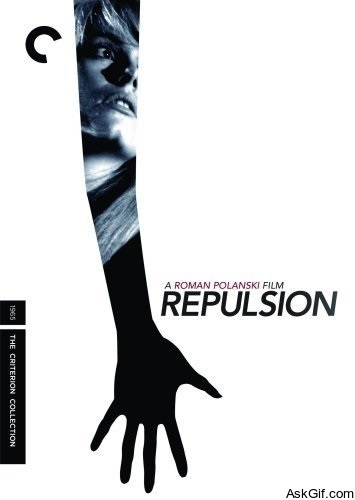 A ROMAN POLANSKI FILM
REPULSION
1965
THE CRITERION COLLECTION
AskGif.com